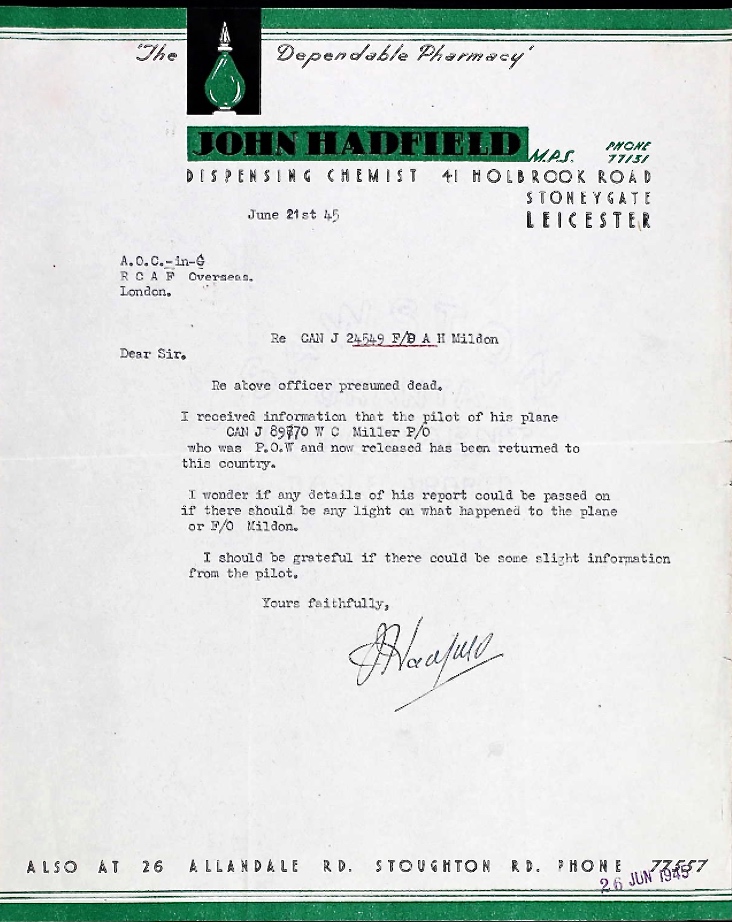 'The Dependable Pharmacy'
JOHN HADFIELD M.P.S. PHONE 77131
DISPENSING CHEMIST 41 HOLBROOK ROAD
STONEYGATE
LEICESTER
June 21st 45
A.O.C.-in-C
R C A F Overseas.
London.
Re CAN J 24549 F/O A H Mildon
Dear Sir.
Re above officer presumed dead.
I received information that the pilot of his plane
CAN J 89770 W C Miller P/O
who was P.O.W and now released has been returned to
this country.
I wonder if any details of his report could be passed on
if there should be any light on what happened to the plane
or F/O Mildon.
I should be grateful if there could be some slight information
from the pilot.
Yours faithfully,
J Hadfield
ALSO AT 26 ALLANDALE RD. STOUGHTON RD. PHONE 77557
26 JUN 1945